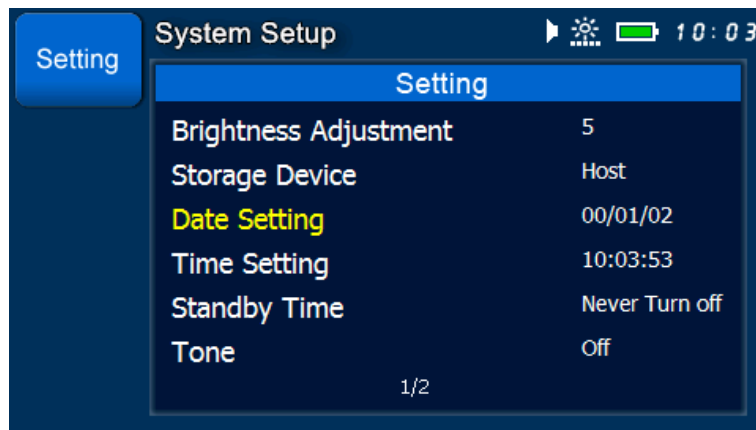 Setting
System Setup 10:03
Setting
Brightness Adjustment 5
Storage Device Host
Date Setting 00/01/02
Time Setting 10:03:53
Standby Time Never Turn off
Tone Off
1/2